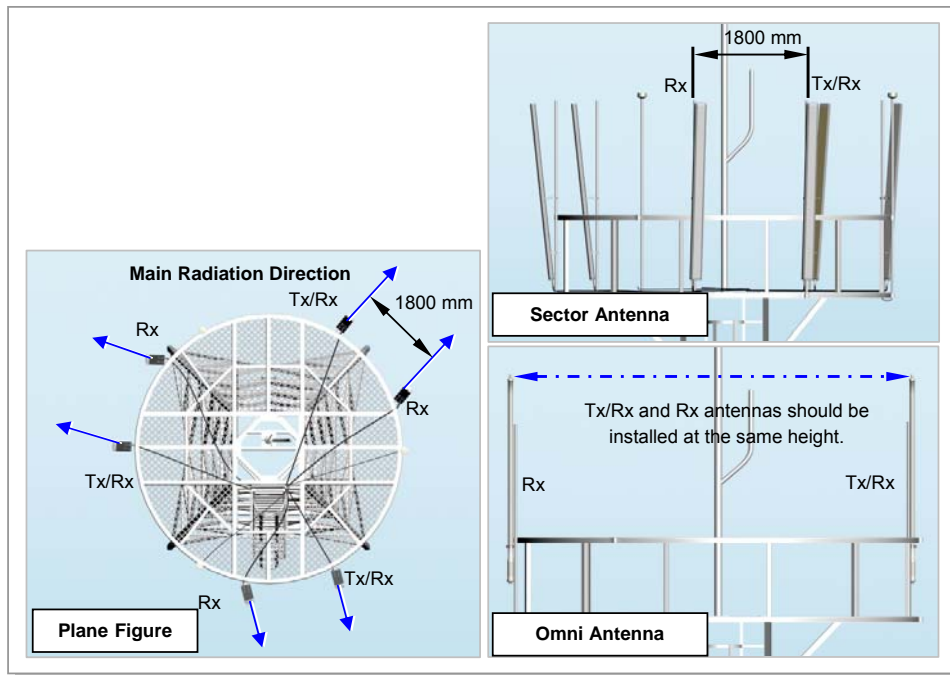 1800 mm
Rx
Tx/Rx
Sector Antenna
Main Radiation Direction
Tx/Rx
1800 mm
Rx
Rx
Tx/Rx
Tx/Rx
Rx
Plane Figure
Tx/Rx and Rx antennas should be
installed at the same height.
Rx
Tx/Rx
Omni Antenna